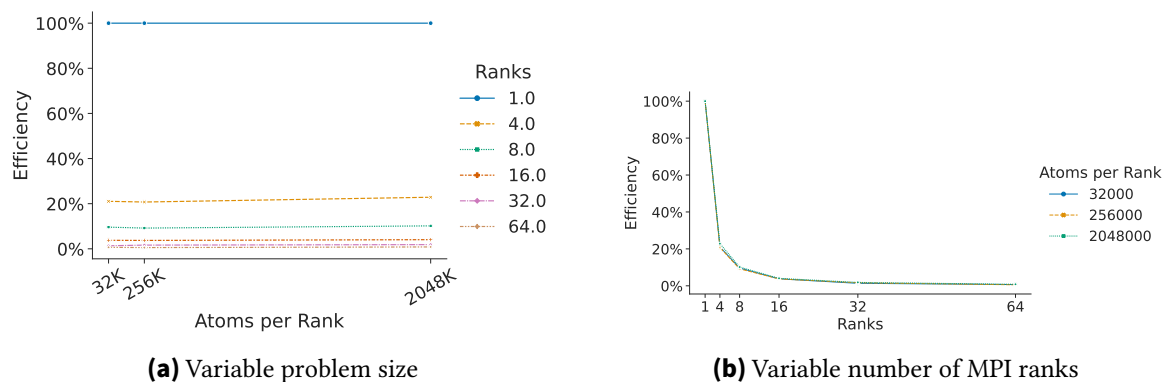 100%
80%
60%
40%
20%
0%
Efficiency
32K
256K
2048K
Atoms per Rank
Ranks
1.0
4.0
8.0
16.0
32.0
64.0
(a) Variable problem size
100%
80%
60%
40%
20%
0%
Efficiency
1 4 8 16 32 64
Ranks
Atoms per Rank
32000
256000
2048000
(b) Variable number of MPI ranks